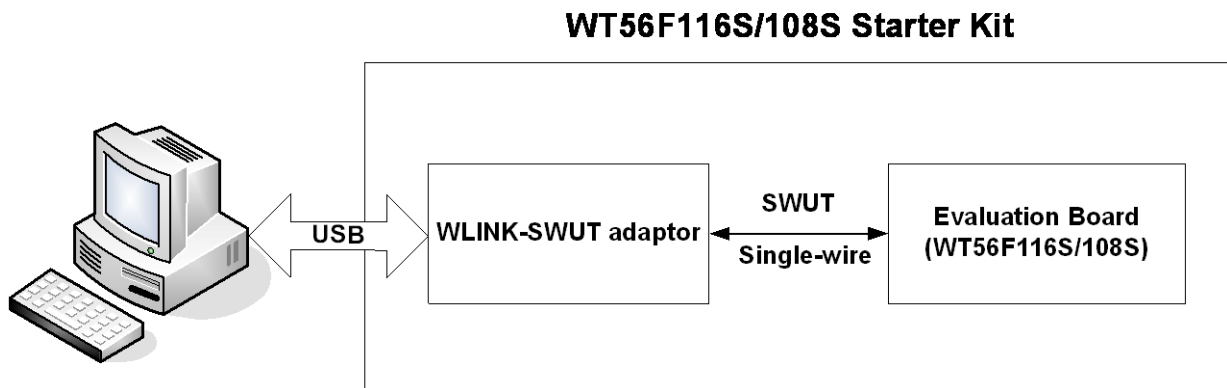 WT56F116S/108S Starter Kit
USB
WLINK-SWUT adaptor
SWUT
Single-wire
Evaluation Board
(WT56F116S/108S)